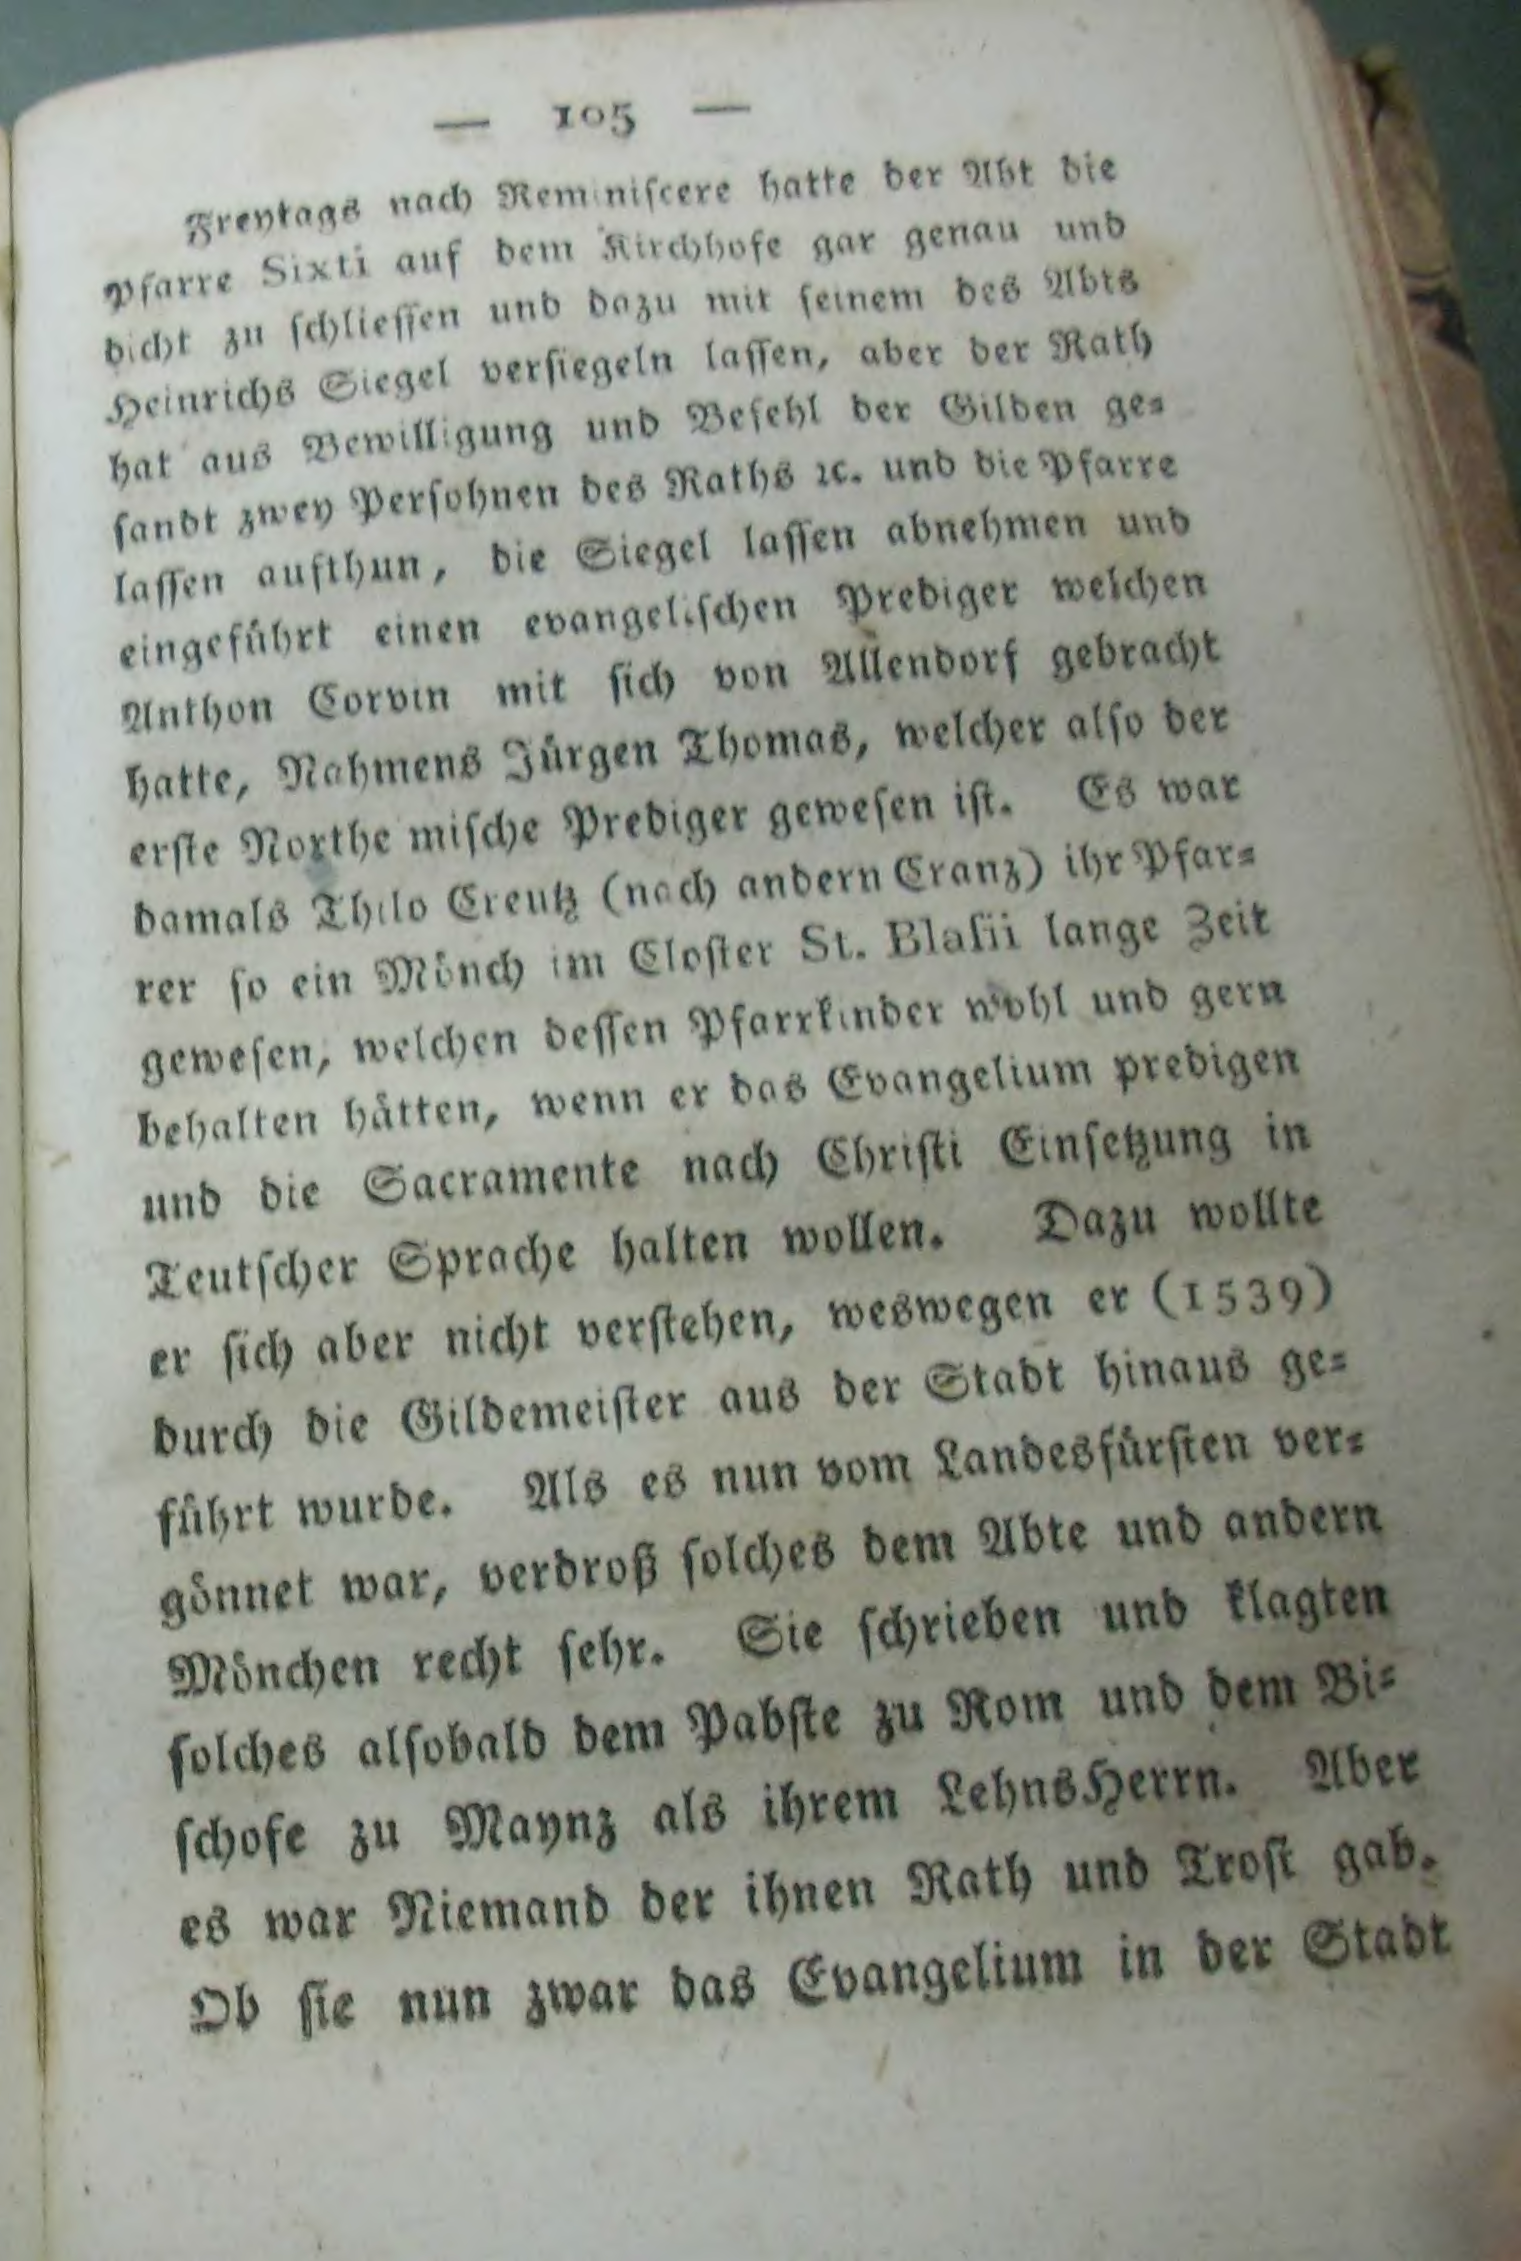 — 105 —
Freytags nach Reminiscere hatte der Abt die
Pfarre Sixti auf dem Kirchhofe gar genau und
dicht zu schliessen und dazu mit seinem des Abts
Heinrichs Siegel versiegeln lassen, aber der Rath
hat aus Bewilligung und Befehl der Gilden ge=
sandt zwey Persohnen des Raths ꝛc. und die Pfarre
lassen aufthun, die Siegel lassen abnehmen und
eingeführt einen evangelischen Prediger welchen
Anthon Corvin mit sich von Allendorf gebracht
hatte, Nahmens Jürgen Thomas, welcher also der
erste Northe mische Prediger gewesen ist. Es war
damals Thilo Creutz (nach andern Cranz) ihr Pfar=
rer so ein Mönch im Closter St. Blasii lange Zeit
gewesen, welchen dessen Pfarrkinder wohl und gern
behalten hätten, wenn er das Evangelium predigen
und die Sacramente nach Christi Einsetzung in
Teutscher Sprache halten wollen. Dazu wollte
er sich aber nicht verstehen, weswegen er (1539)
durch die Gildemeister aus der Stadt hinaus ge=
führt wurde. Als es nun vom Landesfürsten ver=
gönnet war, verdroß solches dem Abte und andern
Mönchen recht sehr. Sie schrieben und klagten
solches alsobald dem Pabste zu Rom und dem Bi=
schofe zu Maynz als ihrem LehnsHerrn. Aber
es war Niemand der ihnen Rath und Trost gab.
Ob sie nun zwar das Evangelium in der Stadt